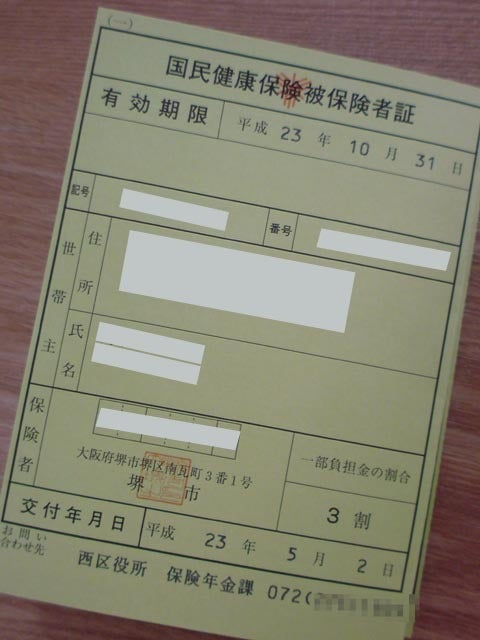 (一)
国民健康保険被保険者証
有効期限 平成 23 年 10 月 31 日
記号 番号
世帯主 住所
氏名
保険者
大阪府堺市堺区南瓦町3番1号
堺 市
一部負担金の割合
3 割
交付年月日 平成 23 年 5 月 2 日
お問い合わせ先 西区役所 保険年金課 072(